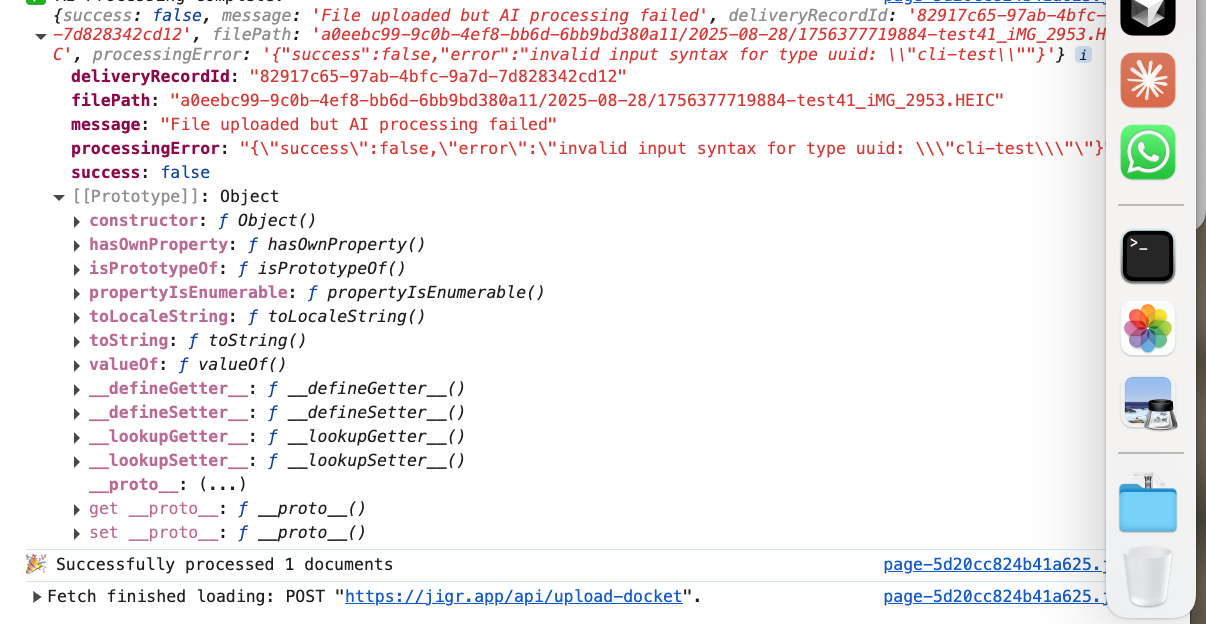 {success: false, message: 'File uploaded but AI processing failed', deliveryRecordId: '82917c65-97ab-4bfc-
-7d828342cd12', filePath: 'a0eebc99-9c0b-4ef8-bb6d-6bb9bd380a11/2025-08-28/1756377719884-test41_iMG_2953.H
C', processingError: '{"success":false,"error":"invalid input syntax for type uuid: \\"cli-test\\""}'} i
deliveryRecordId: "82917c65-97ab-4bfc-9a7d-7d828342cd12"
filePath: "a0eebc99-9c0b-4ef8-bb6d-6bb9bd380a11/2025-08-28/1756377719884-test41_iMG_2953.HEIC"
message: "File uploaded but AI processing failed"
processingError: "{\"success\":false,\"error\":\"invalid input syntax for type uuid: \\\"cli-test\\\"\"}"
success: false
[[Prototype]]: Object
constructor: ƒ Object()
hasOwnProperty: ƒ hasOwnProperty()
isPrototypeOf: ƒ isPrototypeOf()
propertyIsEnumerable: ƒ propertyIsEnumerable()
toLocaleString: ƒ toLocaleString()
toString: ƒ toString()
valueOf: ƒ valueOf()
__defineGetter__: ƒ __defineGetter__()
__defineSetter__: ƒ __defineSetter__()
__lookupGetter__: ƒ __lookupGetter__()
__lookupSetter__: ƒ __lookupSetter__()
__proto__: (...)
get __proto__: ƒ __proto__()
set __proto__: ƒ __proto__()
🎉 Successfully processed 1 documents page-5d20cc824b41a625.j
Fetch finished loading: POST "https://jigr.app/api/upload-docket". page-5d20cc824b41a625.j
>_